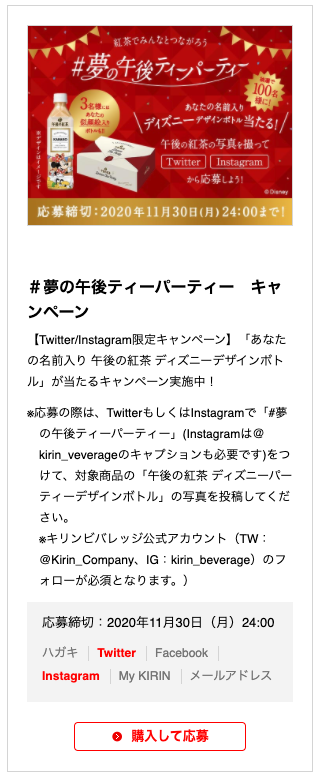 紅茶でみんなとつながろう
#夢の午後ティーパーティー
抽選で
100名
様に!
3名様には
あなたの
似顔絵入り
ボトルも!
あなたの名前入り
ディズニーデザインボトル当たる!
午後の紅茶の写真を撮って
Twitter Instagram
から応募しよう!
※デザインはイメージです
© Disney
応募締切:2020年11月30日(月)24:00まで!
#夢の午後ティーパーティー キャ
ンペーン
【Twitter/Instagram限定キャンペーン】「あなた
の名前入り 午後の紅茶 ディズニーデザインボト
ル」が当たるキャンペーン実施中!
※応募の際は、TwitterもしくはInstagramで「#夢
の午後ティーパーティー」(Instagramは@
kirin_veverageのキャプションも必要です)をつ
けて、対象商品の「午後の紅茶 ディズニーパー
ティーデザインボトル」の写真を投稿してくだ
さい。
※キリンビバレッジ公式アカウント(TW:
@Kirin_Company、IG:kirin_beverage)のフ
ォローが必須となります。)
応募締切:2020年11月30日(月)24:00
ハガキ Twitter Facebook
Instagram My KIRIN メールアドレス
購入して応募